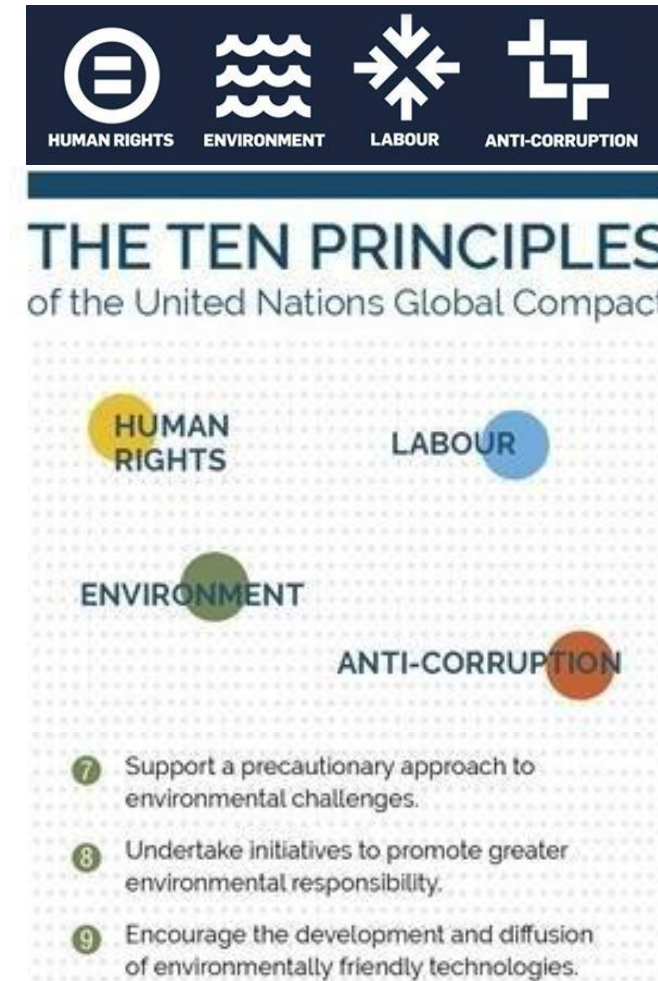 HUMAN RIGHTS ENVIRONMENT LABOUR ANTI-CORRUPTION
THE TEN PRINCIPLES
of the United Nations Global Compact
HUMAN
RIGHTS
LABOUR
ENVIRONMENT
ANTI-CORRUPTION
7 Support a precautionary approach to
environmental challenges.
8 Undertake initiatives to promote greater
environmental responsibility.
9 Encourage the development and diffusion
of environmentally friendly technologies.